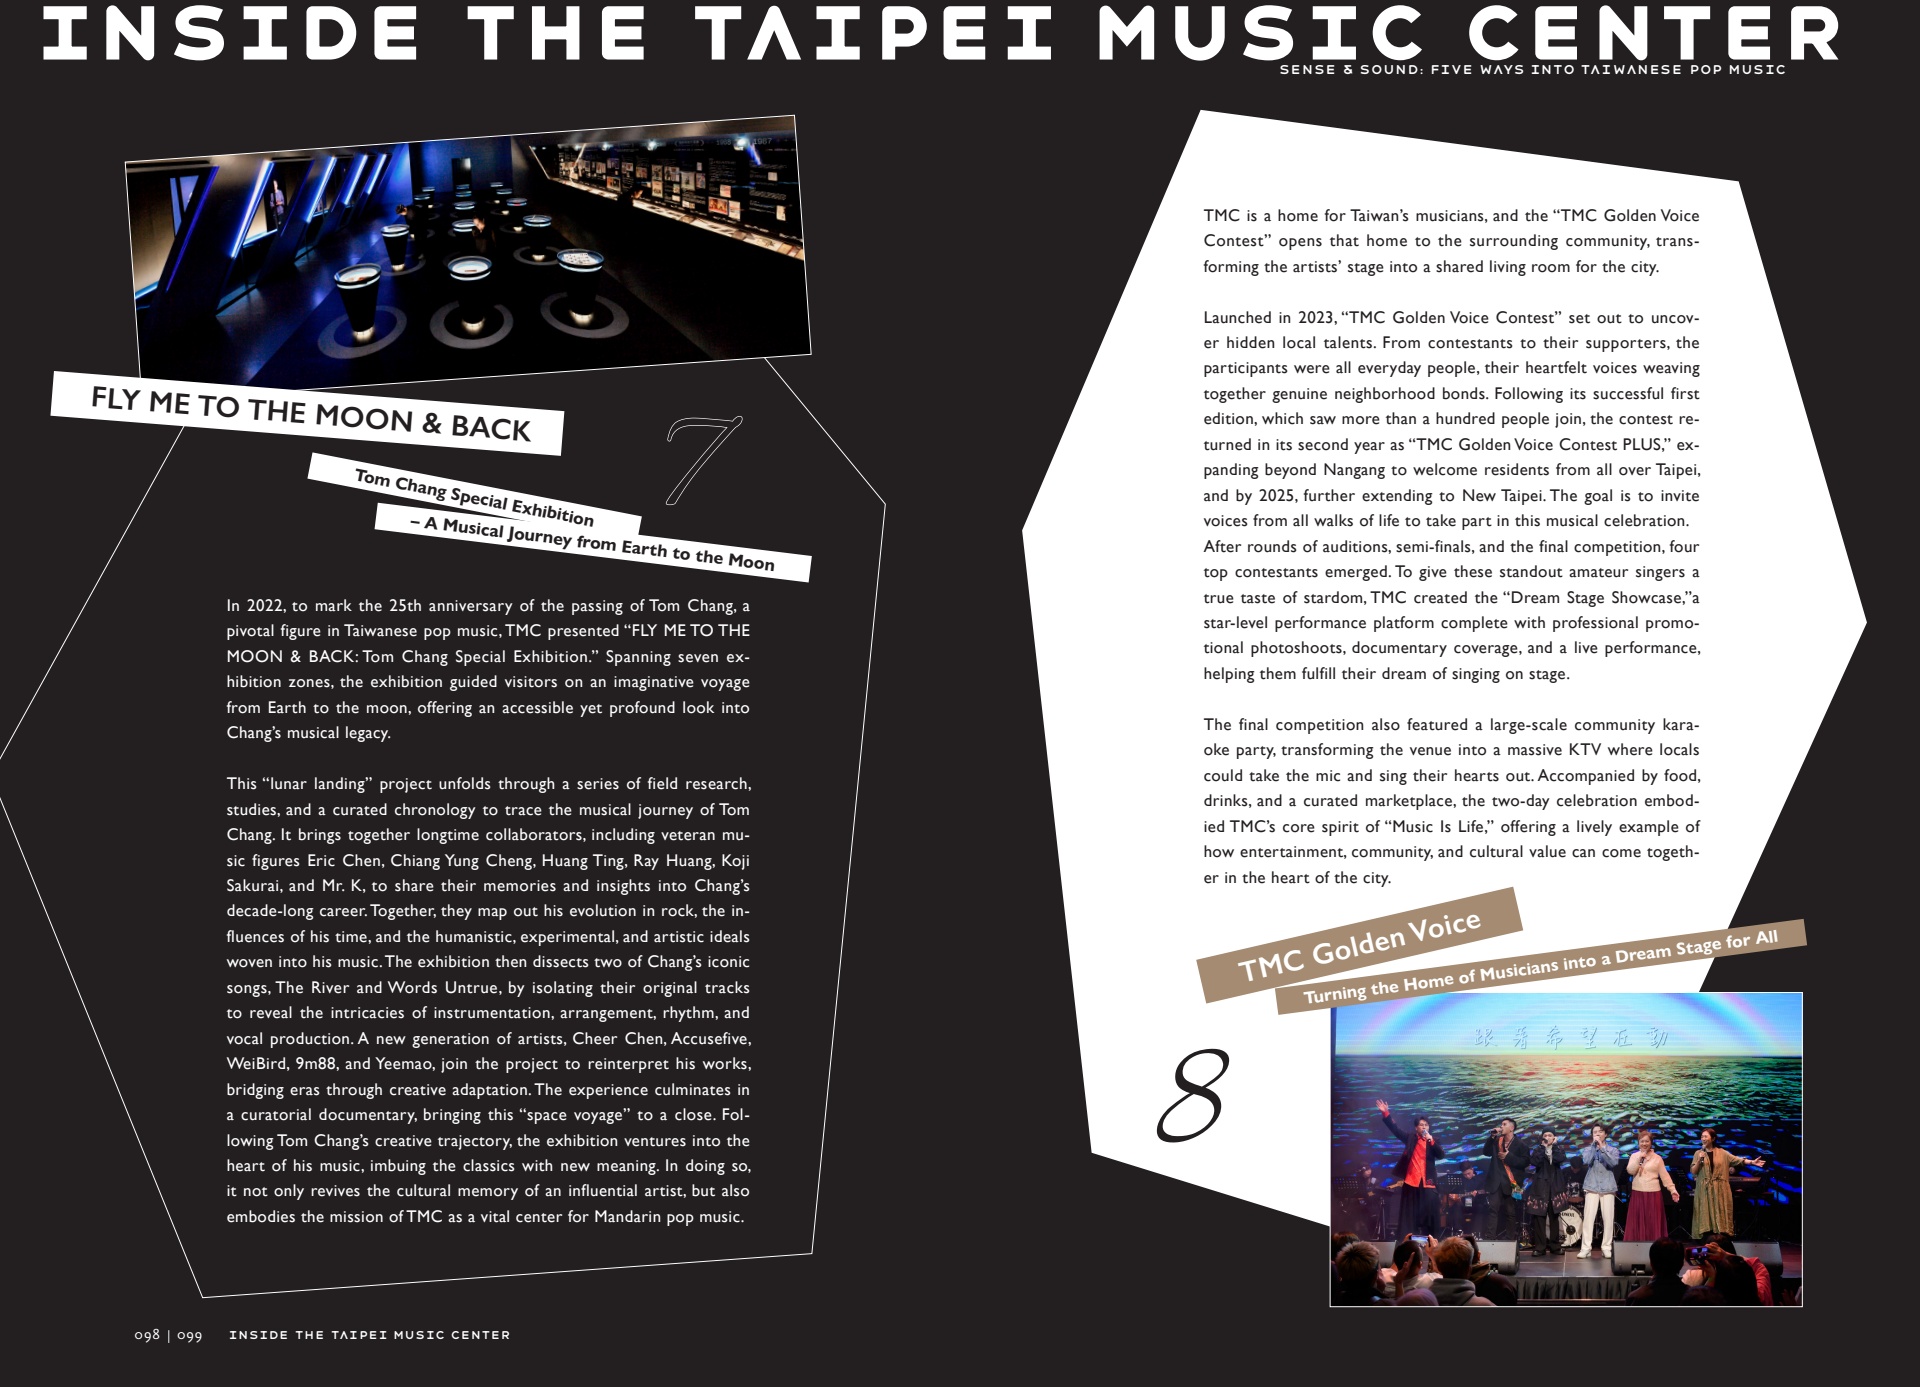 INSIDE THE TAIPEI MUSIC CENTER
SENSE & SOUND: FIVE WAYS INTO TAIWANESE POP MUSIC
FLY ME TO THE MOON & BACK
7
Tom Chang Special Exhibition
– A Musical Journey from Earth to the Moon
In 2022, to mark the 25th anniversary of the passing of Tom Chang, a
pivotal figure in Taiwanese pop music, TMC presented “FLY ME TO THE
MOON & BACK: Tom Chang Special Exhibition.” Spanning seven ex-
hibition zones, the exhibition guided visitors on an imaginative voyage
from Earth to the moon, offering an accessible yet profound look into
Chang’s musical legacy.
This “lunar landing” project unfolds through a series of field research,
studies, and a curated chronology to trace the musical journey of Tom
Chang. It brings together longtime collaborators, including veteran mu-
sic figures Eric Chen, Chiang Yung Cheng, Huang Ting, Ray Huang, Koji
Sakurai, and Mr. K, to share their memories and insights into Chang’s
decade-long career. Together, they map out his evolution in rock, the in-
fluences of his time, and the humanistic, experimental, and artistic ideals
woven into his music. The exhibition then dissects two of Chang’s iconic
songs, The River and Words Untrue, by isolating their original tracks
to reveal the intricacies of instrumentation, arrangement, rhythm, and
vocal production. A new generation of artists, Cheer Chen, Accusefive,
WeiBird, 9m88, and Yeemao, join the project to reinterpret his works,
bridging eras through creative adaptation. The experience culminates in
a curatorial documentary, bringing this “space voyage” to a close. Fol-
lowing Tom Chang’s creative trajectory, the exhibition ventures into the
heart of his music, imbuing the classics with new meaning. In doing so,
it not only revives the cultural memory of an influential artist, but also
embodies the mission of TMC as a vital center for Mandarin pop music.
TMC is a home for Taiwan’s musicians, and the “TMC Golden Voice
Contest” opens that home to the surrounding community, trans-
forming the artists’ stage into a shared living room for the city.
Launched in 2023, “TMC Golden Voice Contest” set out to uncov-
er hidden local talents. From contestants to their supporters, the
participants were all everyday people, their heartfelt voices weaving
together genuine neighborhood bonds. Following its successful first
edition, which saw more than a hundred people join, the contest re-
turned in its second year as “TMC Golden Voice Contest PLUS,” ex-
panding beyond Nangang to welcome residents from all over Taipei,
and by 2025, further extending to New Taipei. The goal is to invite
voices from all walks of life to take part in this musical celebration.
After rounds of auditions, semi-finals, and the final competition, four
top contestants emerged. To give these standout amateur singers a
true taste of stardom, TMC created the “Dream Stage Showcase,”a
star-level performance platform complete with professional promo-
tional photoshoots, documentary coverage, and a live performance,
helping them fulfill their dream of singing on stage.
The final competition also featured a large-scale community kara-
oke party, transforming the venue into a massive KTV where locals
could take the mic and sing their hearts out. Accompanied by food,
drinks, and a curated marketplace, the two-day celebration embod-
ied TMC’s core spirit of “Music Is Life,” offering a lively example of
how entertainment, community, and cultural value can come togeth-
er in the heart of the city.
TMC Golden Voice
Turning the Home of Musicians into a Dream Stage for All
8
跟著希望在動
098 | 099 INSIDE THE TAIPEI MUSIC CENTER